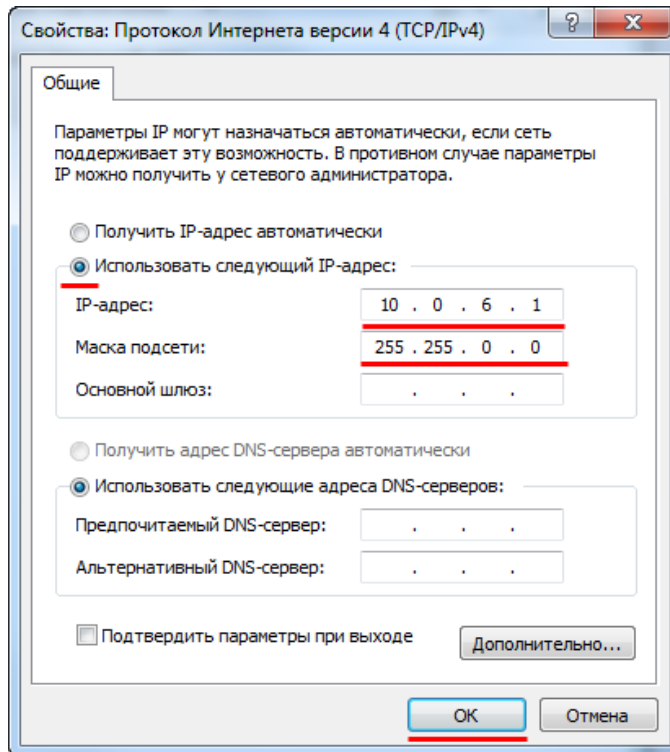 Свойства: Протокол Интернета версии 4 (TCP/IPv4)
Общие
Параметры IP могут назначаться автоматически, если сеть
поддерживает эту возможность. В противном случае параметры
IP можно получить у сетевого администратора.
Получить IP-адрес автоматически
Использовать следующий IP-адрес:
IP-адрес: 10 . 0 . 6 . 1
Маска подсети: 255 . 255 . 0 . 0
Основной шлюз: . . .
Получить адрес DNS-сервера автоматически
Использовать следующие адреса DNS-серверов:
Предпочитаемый DNS-сервер: . . .
Альтернативный DNS-сервер: . . .
Подтвердить параметры при выходе
Дополнительно...
ОК Отмена